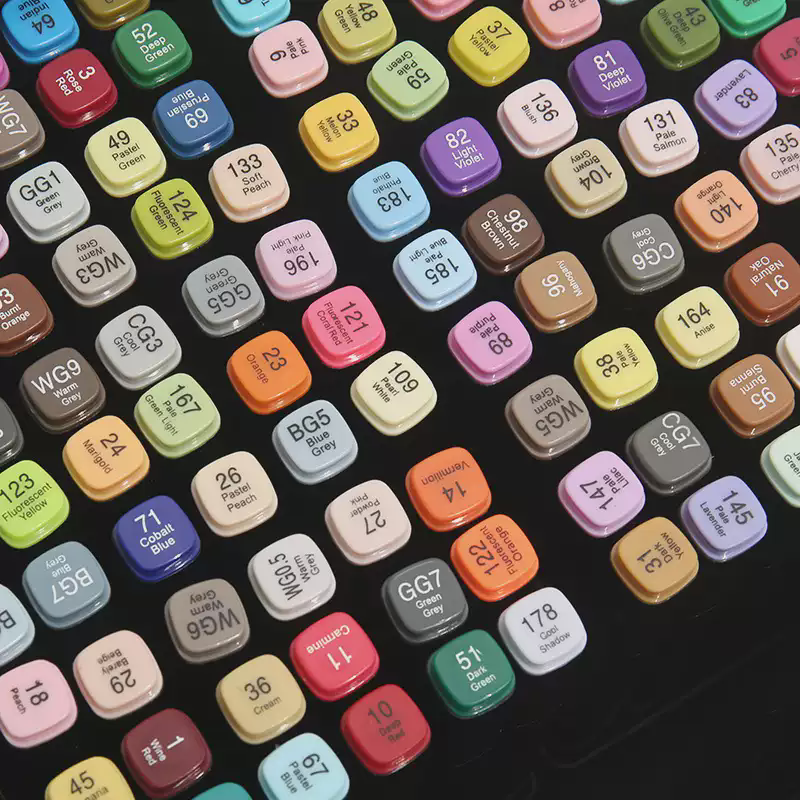 64
Indian
Blue
52
Deep
Green
9
Pale
Pink
48
Yellow
Green
37
Pastel
Yellow
8
43
Deep
Olive Green
3
Rose
Red
69
Prussian
Blue
59
Pale
Green
81
Deep
Violet
83
Lavender
5
WG7
49
Pastel
Green
33
Melon
Yellow
136
Blush
131
Pale
Salmon
135
Pale
Cherry
GG1
Green
Grey
124
Fluorescent
Green
133
Soft
Peach
82
Light
Violet
104
Brown
Grey
WG3
Warm
Grey
183
Phthalo
Blue
98
Chestnut
Brown
140
Light
Orange
196
Pale
Pink Light
GG5
Green
Grey
185
Pale
Blue Light
CG6
Cool
Grey
91
Natural
Oak
93
Burnt
Orange
CG3
Cool
Grey
121
Fluorescent
Coral Red
96
Mahogany
164
Anise
WG9
Warm
Grey
23
Orange
89
Pale
Purple
38
Pale
Yellow
95
Burnt
Sienna
167
Pale
Green Light
109
Pearl
White
WG5
Warm
Grey
24
Marigold
BG5
Blue
Grey
CG7
Cool
Grey
123
Fluorescent
Yellow
26
Pastel
Peach
14
Vermilion
147
Pale
Lilac
145
Pale
Lavender
71
Cobalt
Blue
27
Powder
Pink
31
Dark
Yellow
BG7
Blue
Grey
WG0.5
Warm
Grey
122
Fluorescent
Orange
WG6
Warm
Grey
GG7
Green
Grey
178
Cool
Shadow
29
Barely
Beige
11
Carmine
51
Dark
Green
18
Peach
36
Cream
10
Deep
Red
1
Wine
Red
67
Pastel
Blue
45